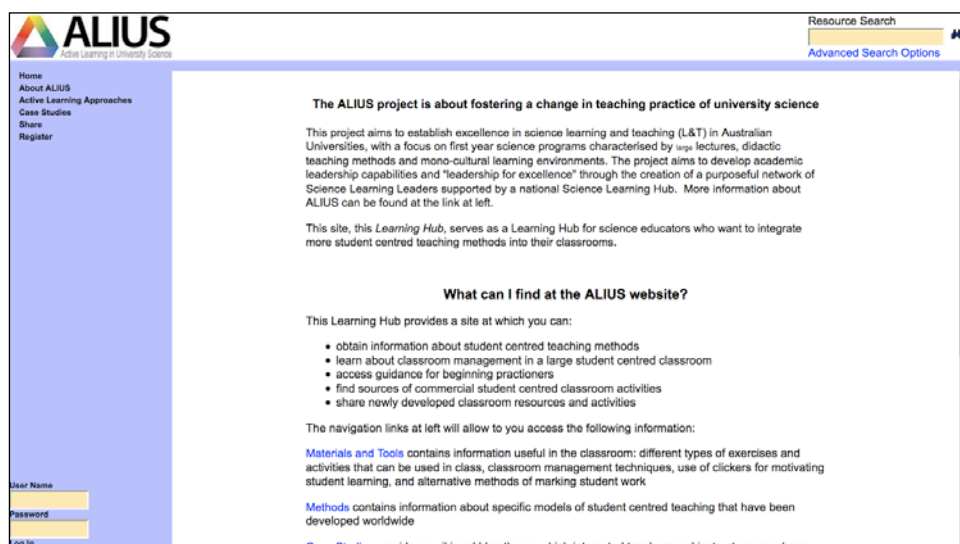 ALIUS
Active Learning in University Science
Resource Search
Advanced Search Options
Home
About ALIUS
Active Learning Approaches
Case Studies
Share
Register
The ALIUS project is about fostering a change in teaching practice of university science
This project aims to establish excellence in science learning and teaching (L&T) in Australian
Universities, with a focus on first year science programs characterised by large lectures, didactic
teaching methods and mono-cultural learning environments. The project aims to develop academic
leadership capabilities and "leadership for excellence" through the creation of a purposeful network of
Science Learning Leaders supported by a national Science Learning Hub. More information about
ALIUS can be found at the link at left.
This site, this Learning Hub, serves as a Learning Hub for science educators who want to integrate
more student centred teaching methods into their classrooms.
What can I find at the ALIUS website?
This Learning Hub provides a site at which you can:
• obtain information about student centred teaching methods
• learn about classroom management in a large student centred classroom
• access guidance for beginning practioners
• find sources of commercial student centred classroom activities
• share newly developed classroom resources and activities
The navigation links at left will allow to you access the following information:
Materials and Tools contains information useful in the classroom: different types of exercises and
activities that can be used in class, classroom management techniques, use of clickers for motivating
student learning, and alternative methods of marking student work
Methods contains information about specific models of student centred teaching that have been
developed worldwide
User Name
Password
Log in